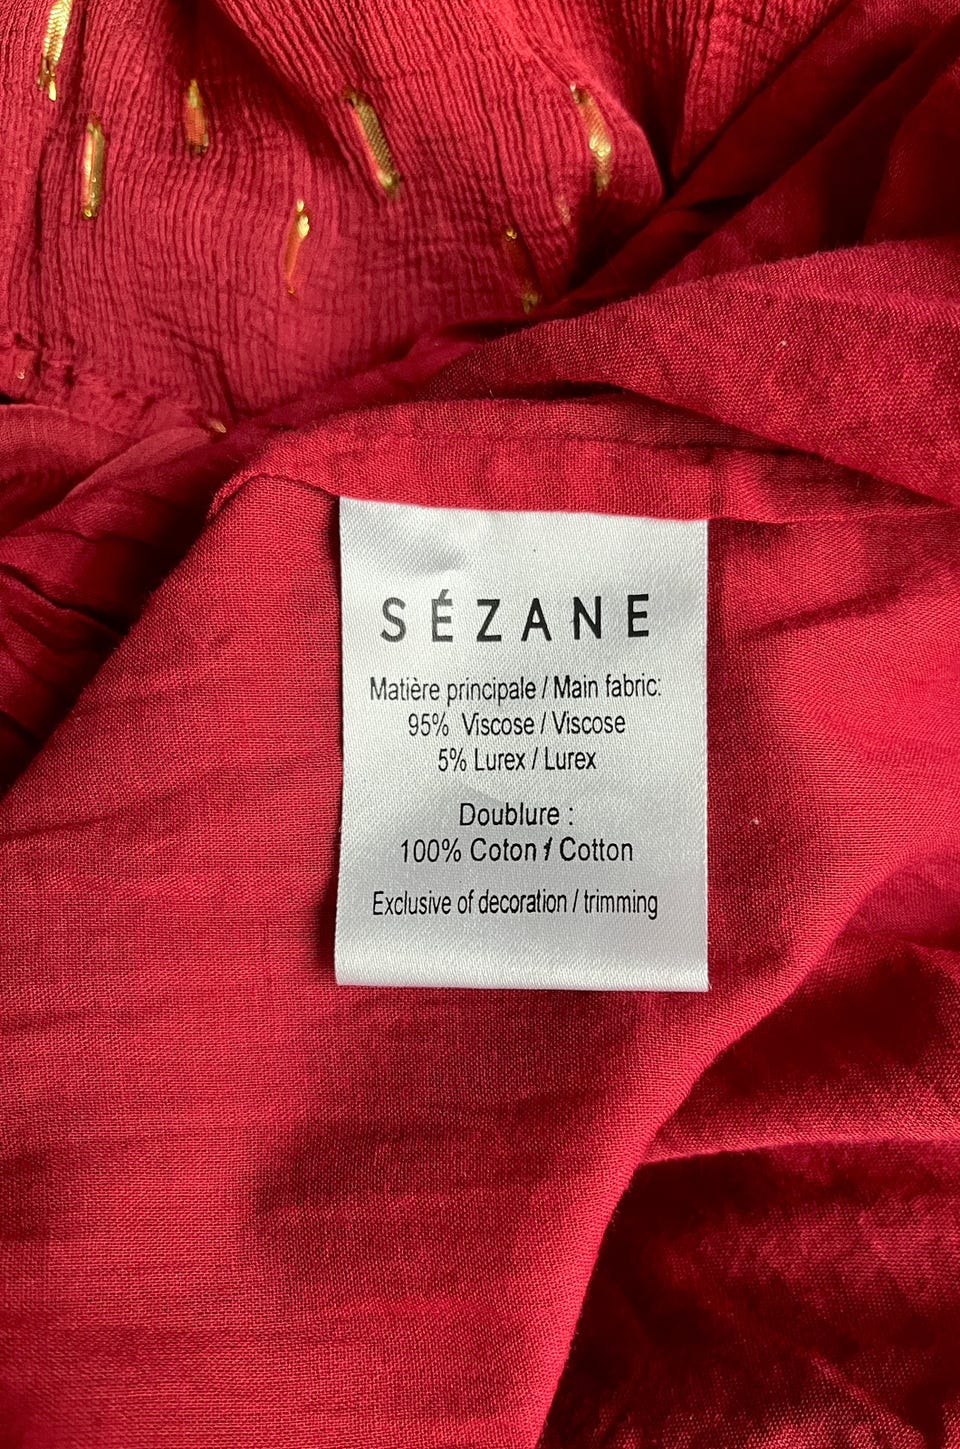 SÉZANE
Matière principale / Main fabric:
95% Viscose / Viscose
5% Lurex / Lurex
Doublure :
100% Coton / Cotton
Exclusive of decoration / trimming